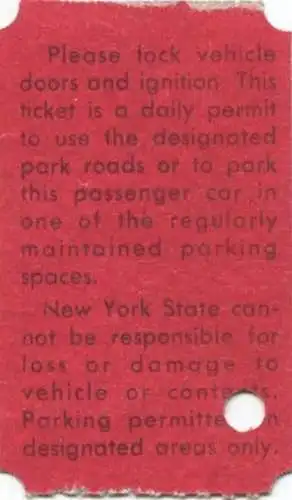 Please lock vehicle
doors and ignition. This
ticket is a daily permit
to use the designated
park roads or to park
this passenger car in
one of the regularly
maintained parking
spaces.
New York State can-
not be responsible for
loss or damage to
vehicle or contents.
Parking permitte n
designated areas only.